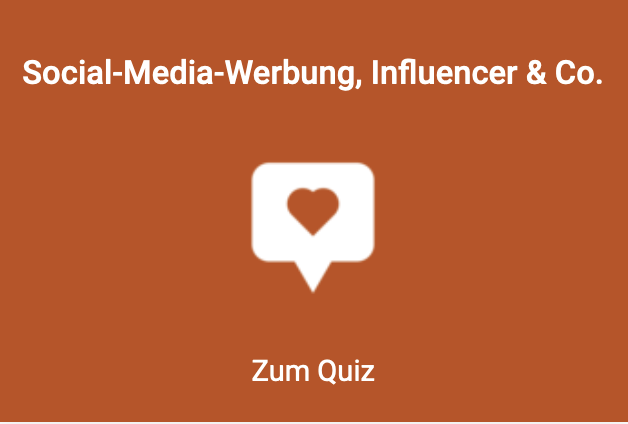 Social-Media-Werbung, Influencer & Co.
Zum Quiz